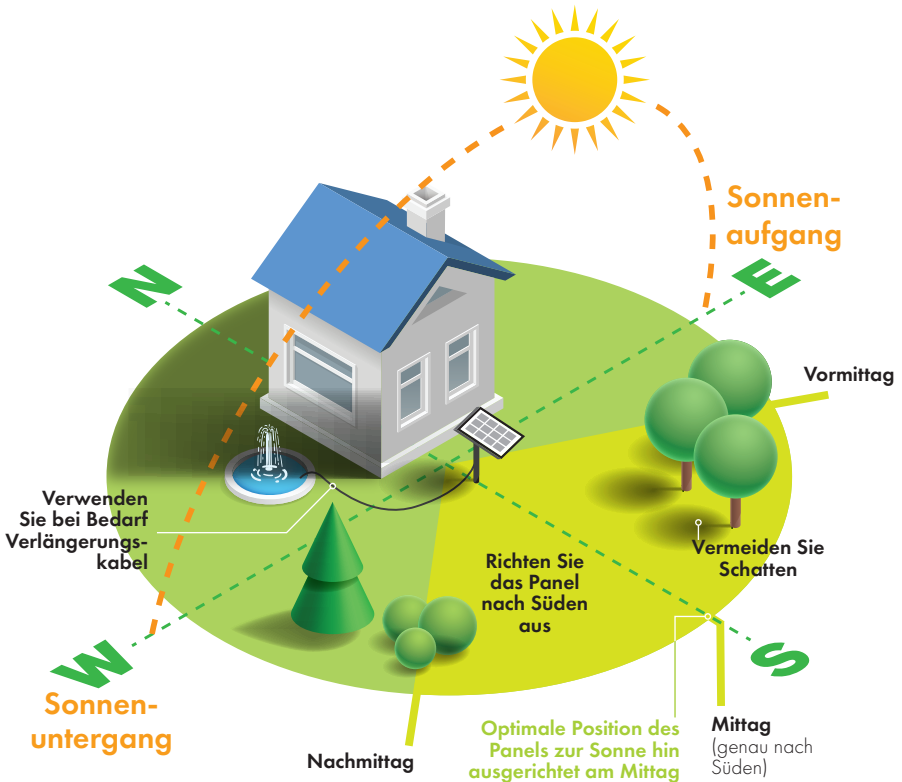 Sonnen-
aufgang
N
E
Vormittag
Verwenden
Sie bei Bedarf
Verlängerungs-
kabel
Vermeiden Sie
Schatten
Richten Sie
das Panel
nach Süden
aus
W
S
Sonnen-
untergang
Nachmittag
Optimale Position des
Panels zur Sonne hin
ausgerichtet am Mittag
Mittag
(genau nach
Süden)